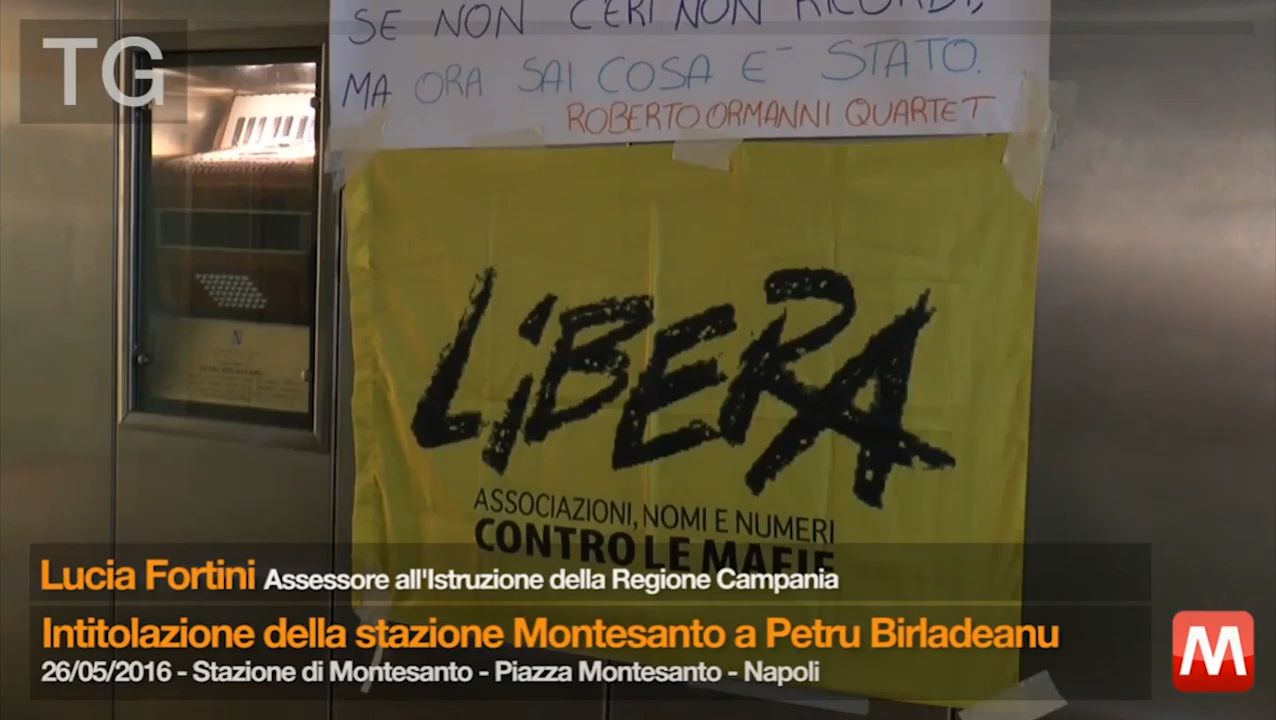 SE NON C'ERI NON RICORDI,
TG
MA ORA SAI COSA E' STATO.
ROBERTO ORMANNI QUARTET
LiBERA
ASSOCIAZIONI, NOMI E NUMERI
CONTRO LE MAFIE
PETRU BIRLADEANU
Lucia Fortini Assessore all'Istruzione della Regione Campania
Intitolazione della stazione Montesanto a Petru Birladeanu
26/05/2016 - Stazione di Montesanto - Piazza Montesanto - Napoli
M